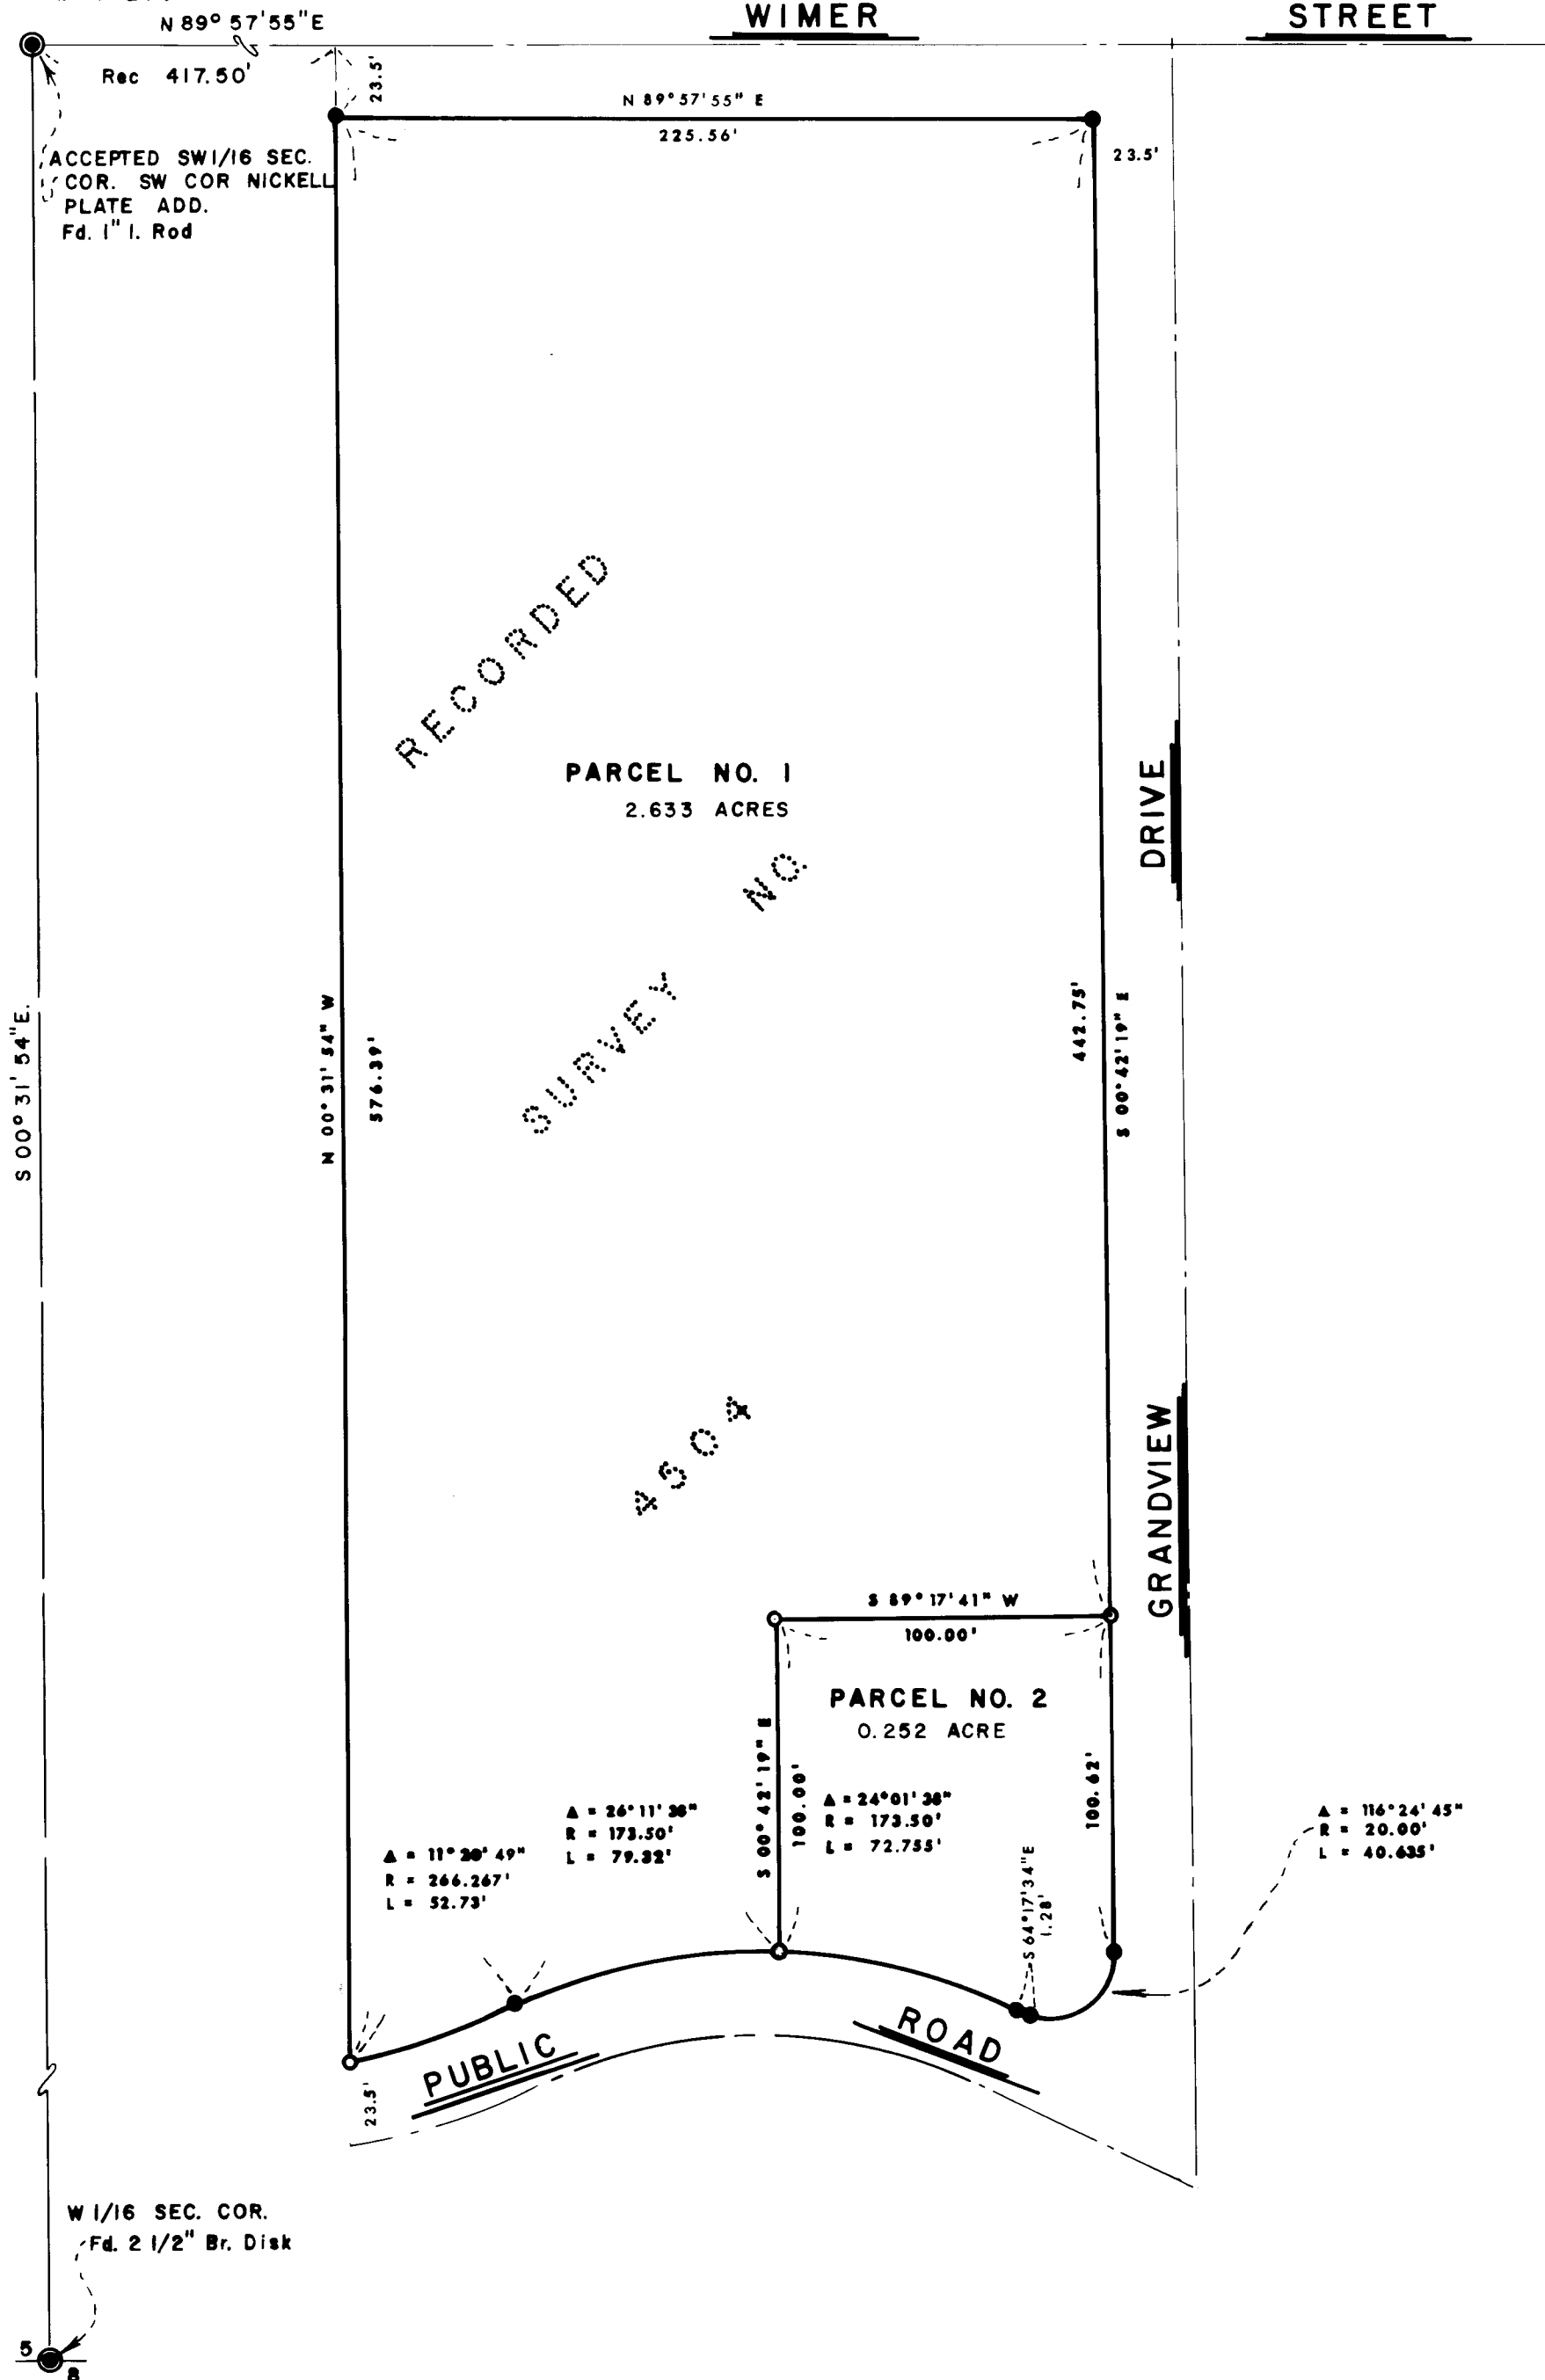 N 89° 57' 55" E
WIMER STREET
Rec 417.50'
23.5'
N 89° 57' 55" E
225.56'
23.5'
ACCEPTED SW 1/16 SEC.
COR. SW COR NICKELL
PLATE ADD.
Fd. 1" I. Rod
RECORDED
PARCEL NO. 1
2.633 ACRES
SURVEY NO.
4504
DRIVE
GRANDVIEW
S 00° 31' 54" E.
N 00° 31' 54" W
576.39'
442.75'
S 00° 42' 19" E
S 89° 17' 41" W
100.00'
PARCEL NO. 2
0.252 ACRE
S 00° 42' 19" E
100.00'
100.62'
Δ = 26° 11' 38"
R = 173.50'
L = 79.32'
Δ = 24° 01' 38"
R = 173.50'
L = 72.755'
Δ = 116° 24' 45"
R = 20.00'
L = 40.635'
Δ = 11° 20' 49"
R = 266.267'
L = 52.73'
S 64° 17' 34" E
1.28'
PUBLIC ROAD
23.5'
W 1/16 SEC. COR.
Fd. 2 1/2" Br. Disk
5
8